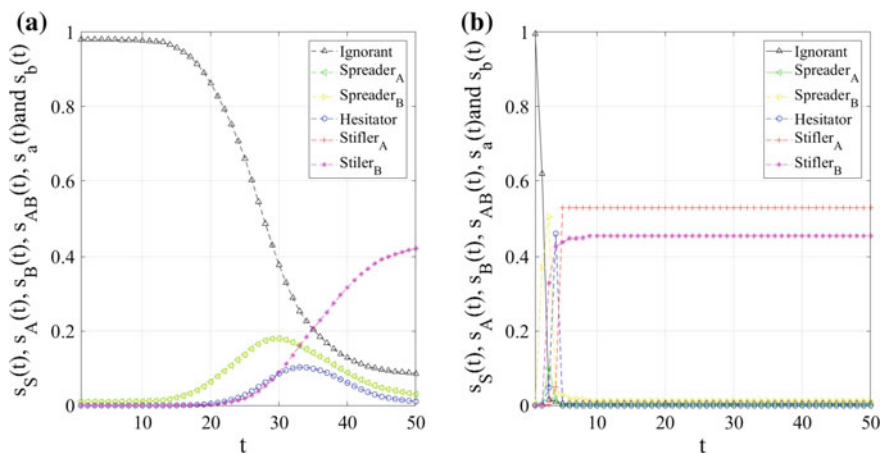 (a)
s_S(t), s_A(t), s_B(t), s_AB(t), s_a(t)and s_b(t)
1
0.8
0.6
0.4
0.2
0
10
20
30
40
50
t
Ignorant
Spreader_A
Spreader_B
Hesitator
Stifler_A
Stiler_B
(b)
s_S(t), s_A(t), s_B(t), s_AB(t), s_a(t) and s_b(t)
1
0.8
0.6
0.4
0.2
0
10
20
30
40
50
t
Ignorant
Spreader_A
Spreader_B
Hesitator
Stifler_A
Stifler_B